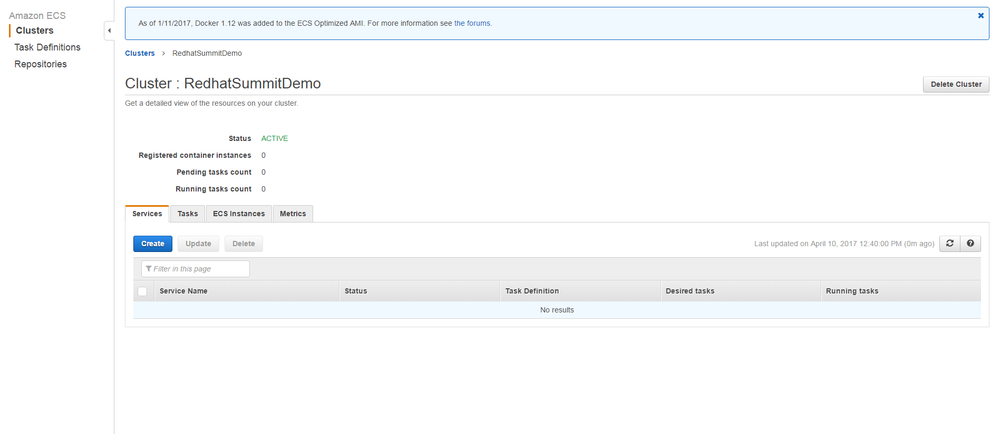 Amazon ECS
Clusters
Task Definitions
Repositories
As of 1/11/2017, Docker 1.12 was added to the ECS Optimized AMI. For more information see the forums.
Clusters > RedhatSummitDemo
Cluster : RedhatSummitDemo
Delete Cluster
Get a detailed view of the resources on your cluster.
Status ACTIVE
Registered container instances 0
Pending tasks count 0
Running tasks count 0
Services Tasks ECS Instances Metrics
Create Update Delete Last updated on April 10, 2017 12:40:00 PM (0m ago)
Filter in this page
Service Name Status Task Definition Desired tasks Running tasks
No results